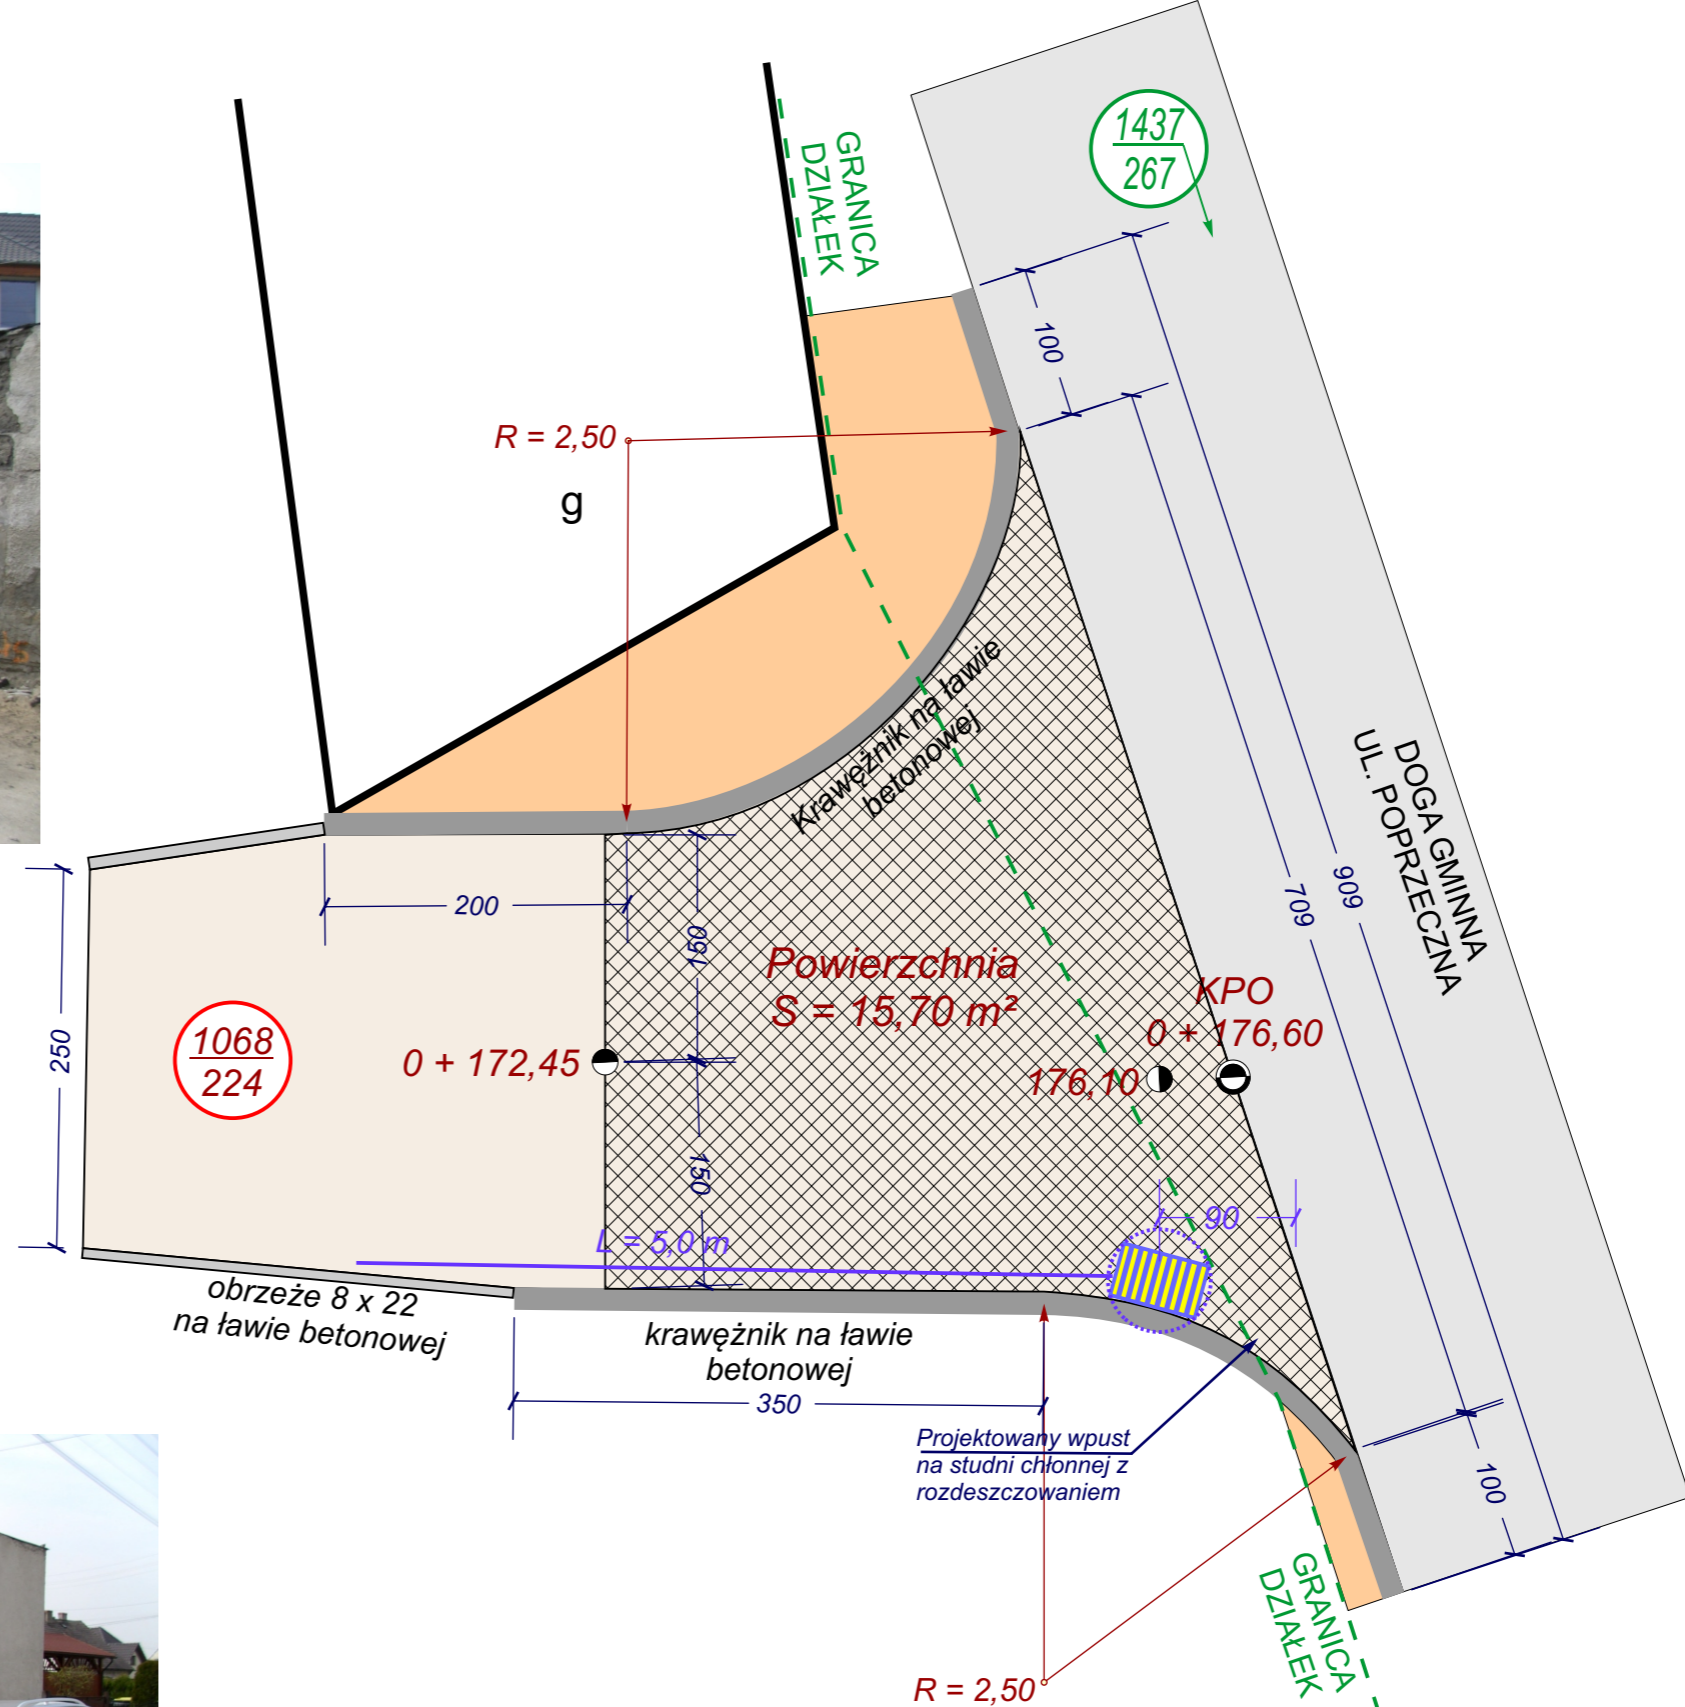 1437
267
GRANICA
DZIAŁEK
100
R = 2,50
g
Krawężnik na ławie
betonowej
DOGA GMINNA
UL. POPRZECZNA
909
709
200
150
Powierzchnia
S = 15,70 m²
KPO
0 + 176,60
1068
224
250
0 + 172,45
176,10
150
90
L = 5,0 m
obrzeże 8 x 22
na ławie betonowej
krawężnik na ławie
betonowej
350
Projektowany wpust
na studni chłonnej z
rozdeszczowaniem
100
GRANICA
DZIAŁEK
R = 2,50